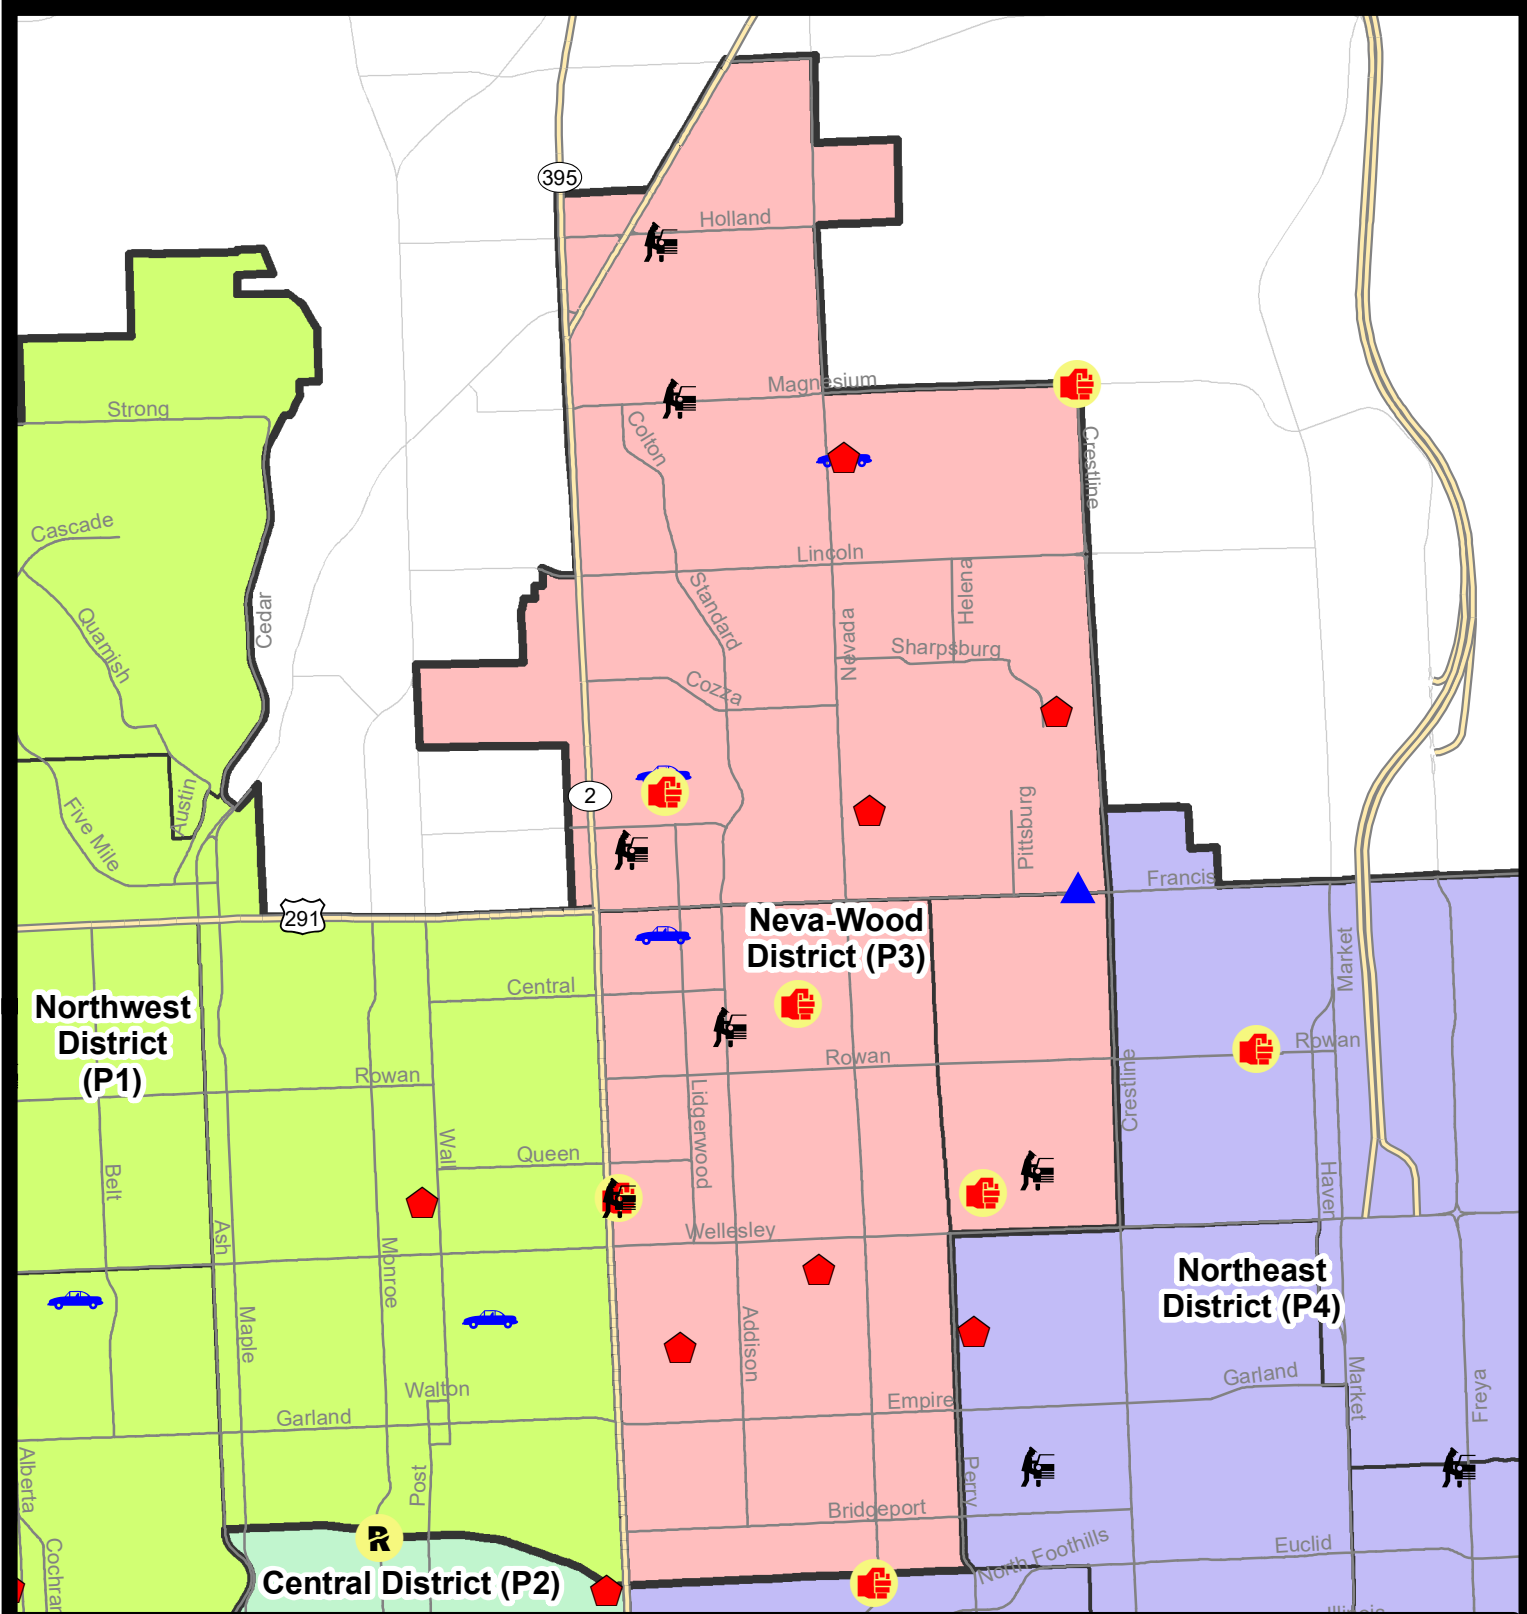 395
Holland
Magnesium
Strong
Colton
Crestline
Cascade
Lincoln
Helena
Standard
Quamish
Cedar
Nevada
Sharpsburg
Cozza
2
Austin
Five Mile
Pittsburg
Francis
291
Neva-Wood
District (P3)
Market
Central
Northwest
District
(P1)
Rowan
Rowan
Rowan
Lidgerwood
Crestline
Wall
Queen
Belt
Haven
Ash
Wellesley
Monroe
Northeast
District (P4)
Maple
Addison
Walton
Garland
Market
Freya
Garland
Empire
Alberta
Post
Perry
Bridgeport
R
Cochran
North Foothills
Euclid
Central District (P2)